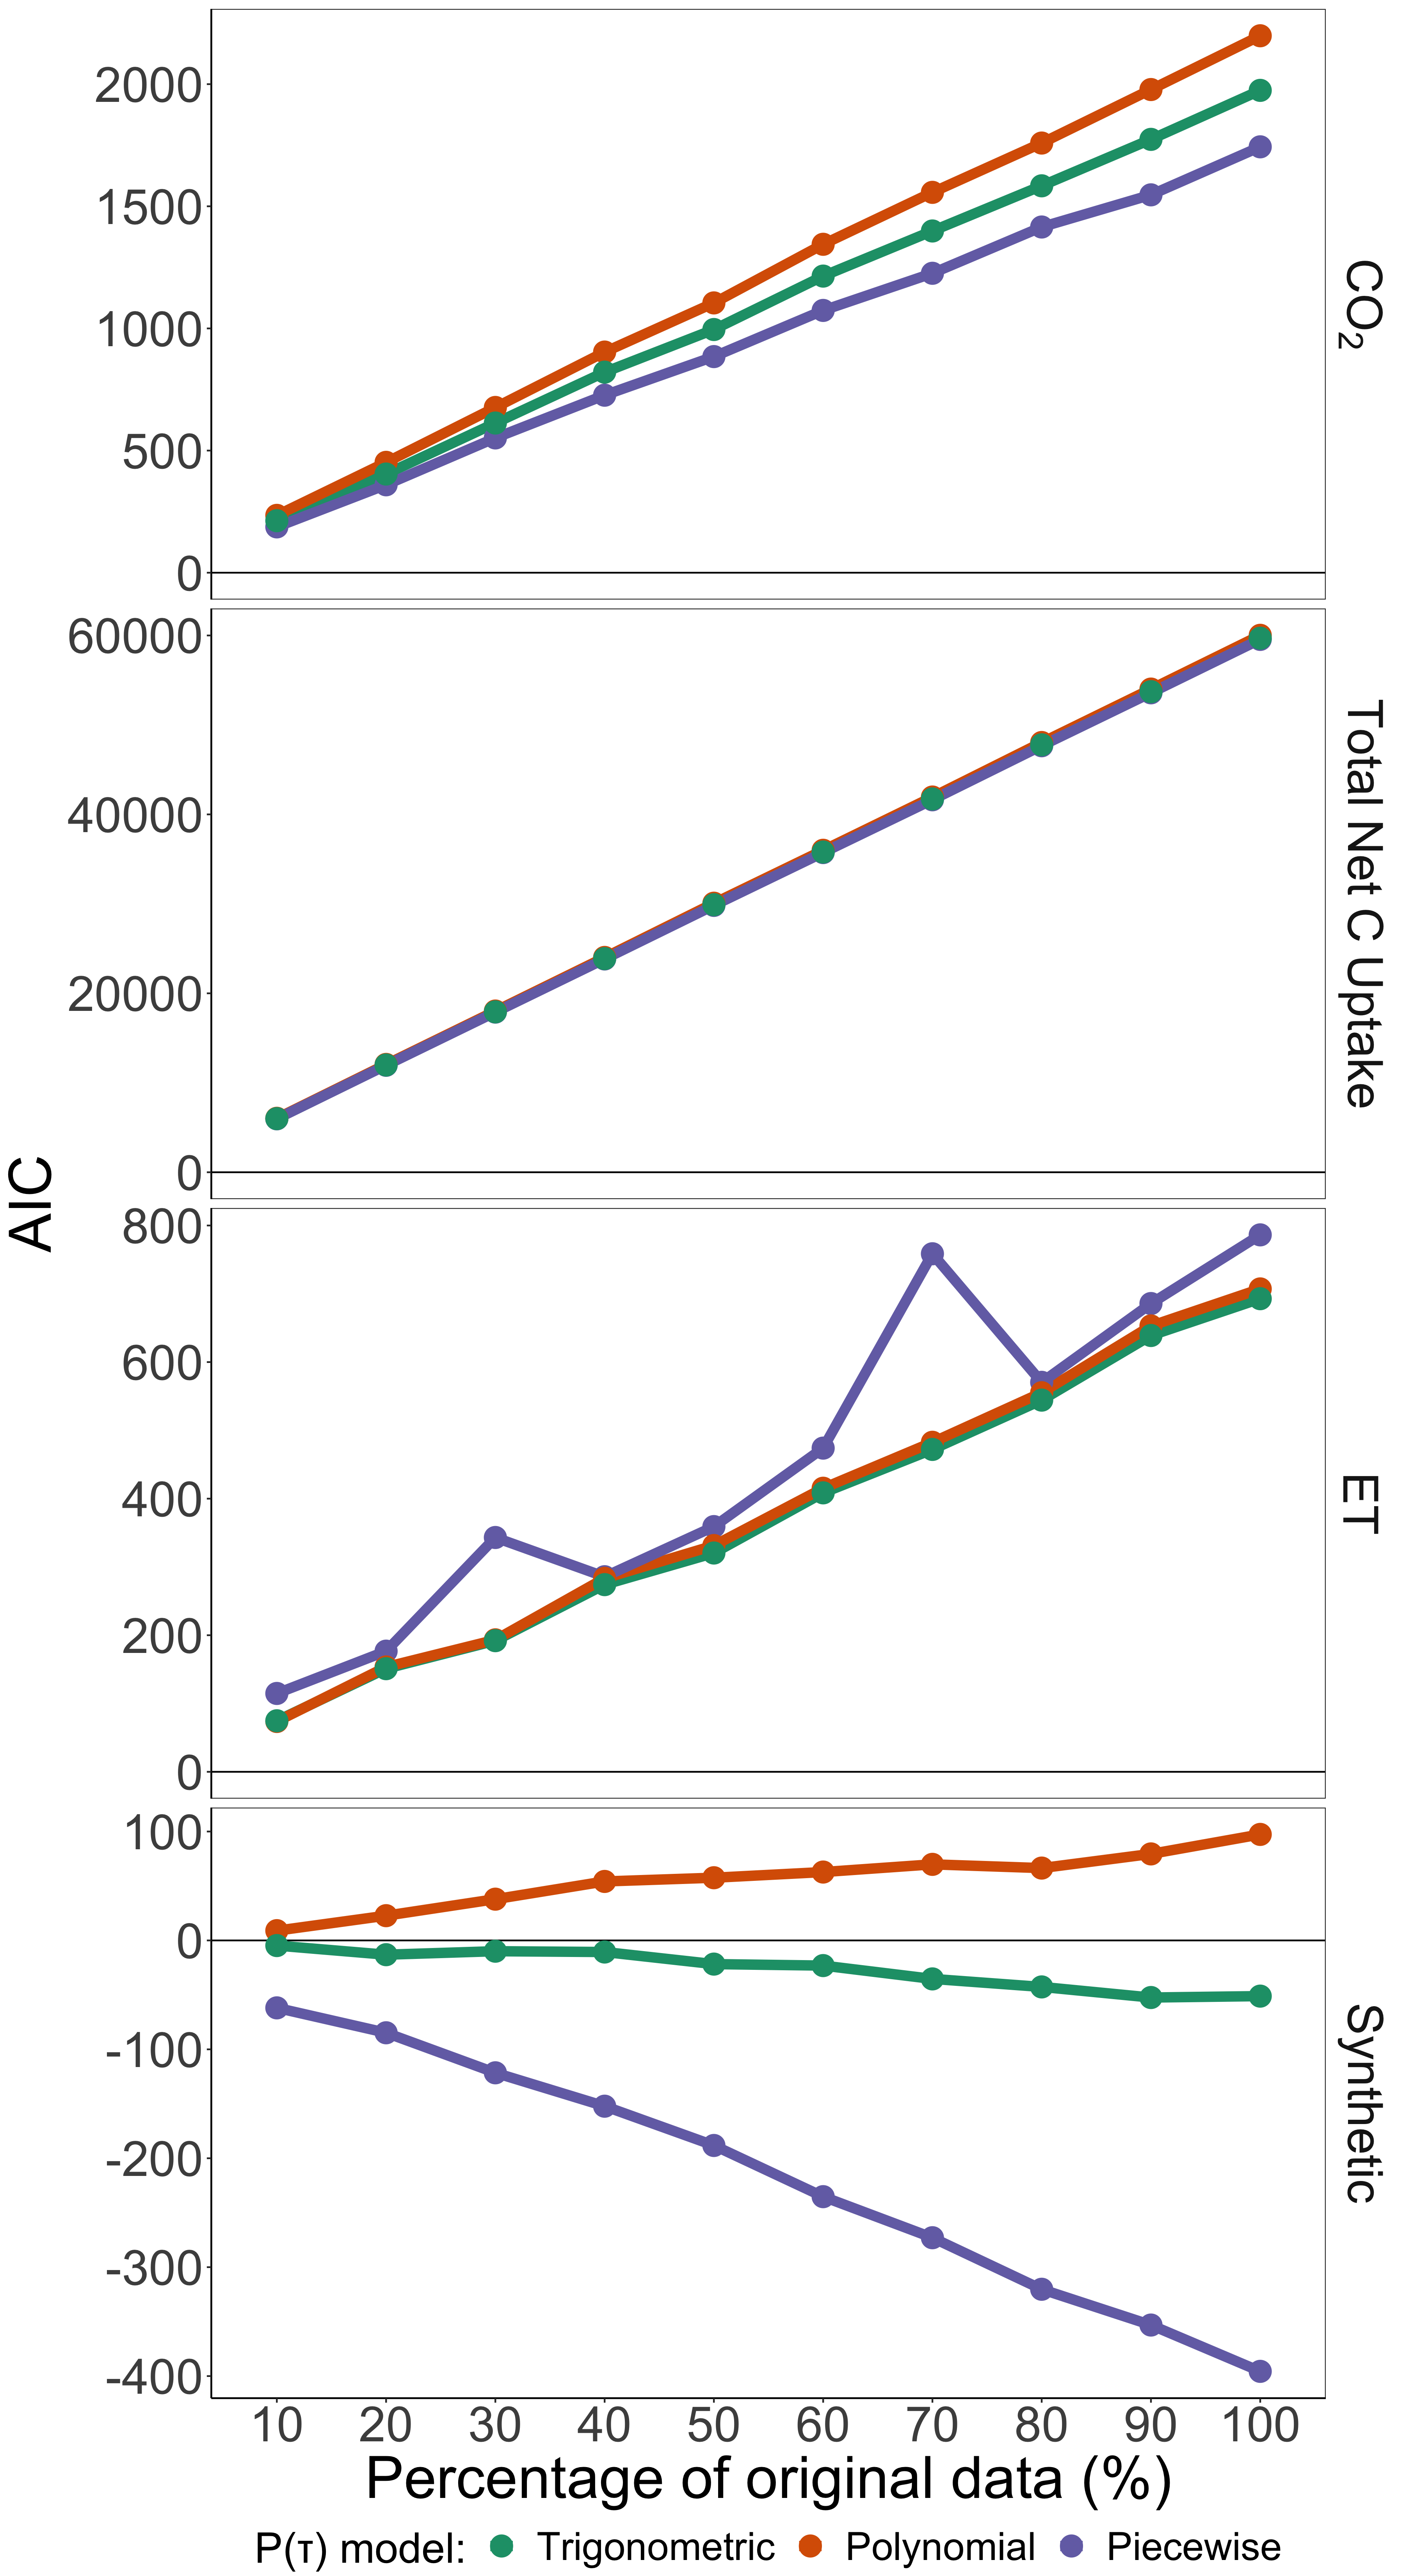 2000
1500
1000
500
0
CO₂
60000
40000
20000
0
Total Net C Uptake
AIC
800
600
400
200
0
ET
100
0
-100
-200
-300
-400
Synthetic
10 20 30 40 50 60 70 80 90 100
Percentage of original data (%)
P(τ) model: Trigonometric Polynomial Piecewise